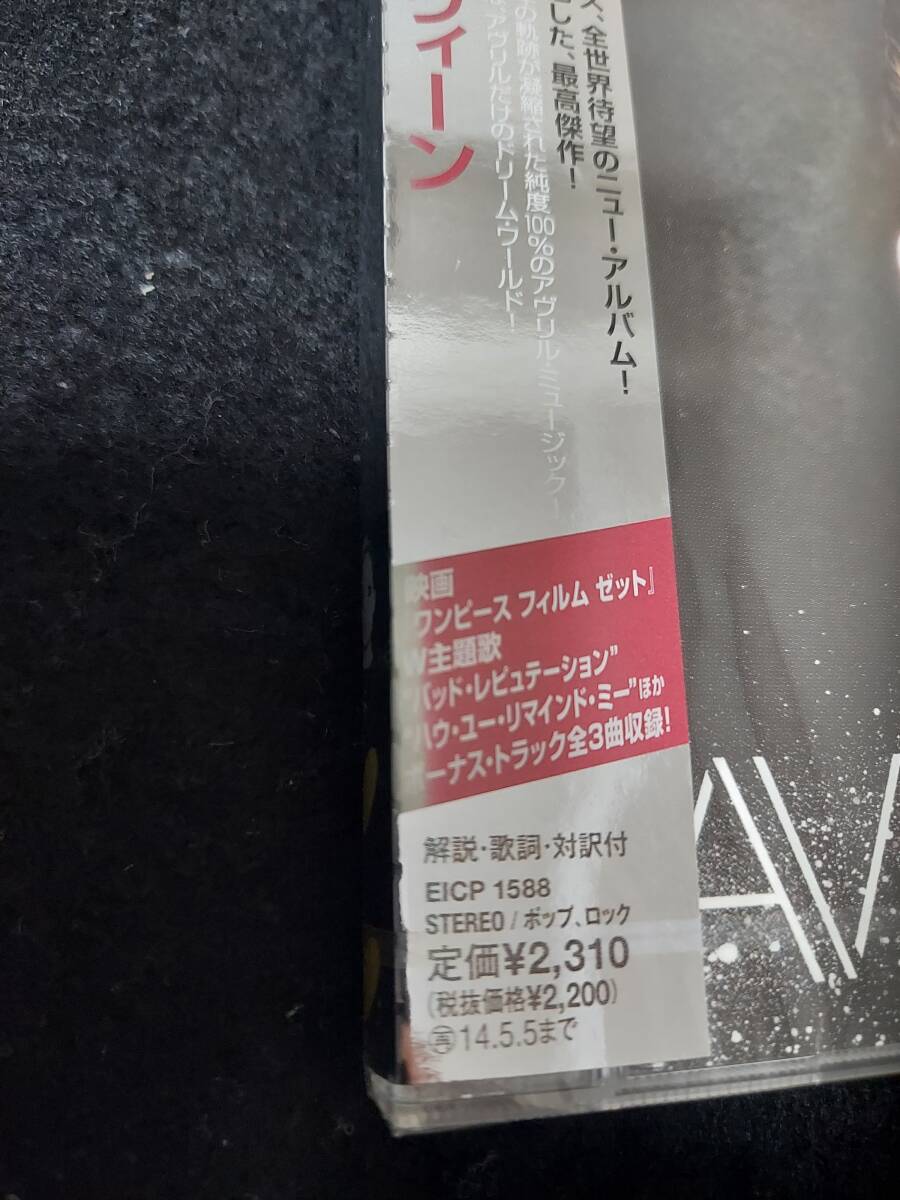 ス、全世界待望のニュー・アルバム!
した、最高傑作!
の軌跡が凝縮された純度100%のアヴリル・ミュージック―
アヴリルだけのドリーム・ワールド!
ヴィーン
映画
ワンピース フィルム ゼット』
W主題歌
“バッド・レピュテーション”
“ハウ・ユー・リマインド・ミー”ほか
ーナス・トラック全3曲収録!
解説・歌詞・対訳付
EICP 1588
STEREO / ポップ、ロック
定価¥2,310
(税抜価格¥2,200)
㊢14.5.5まで
AV